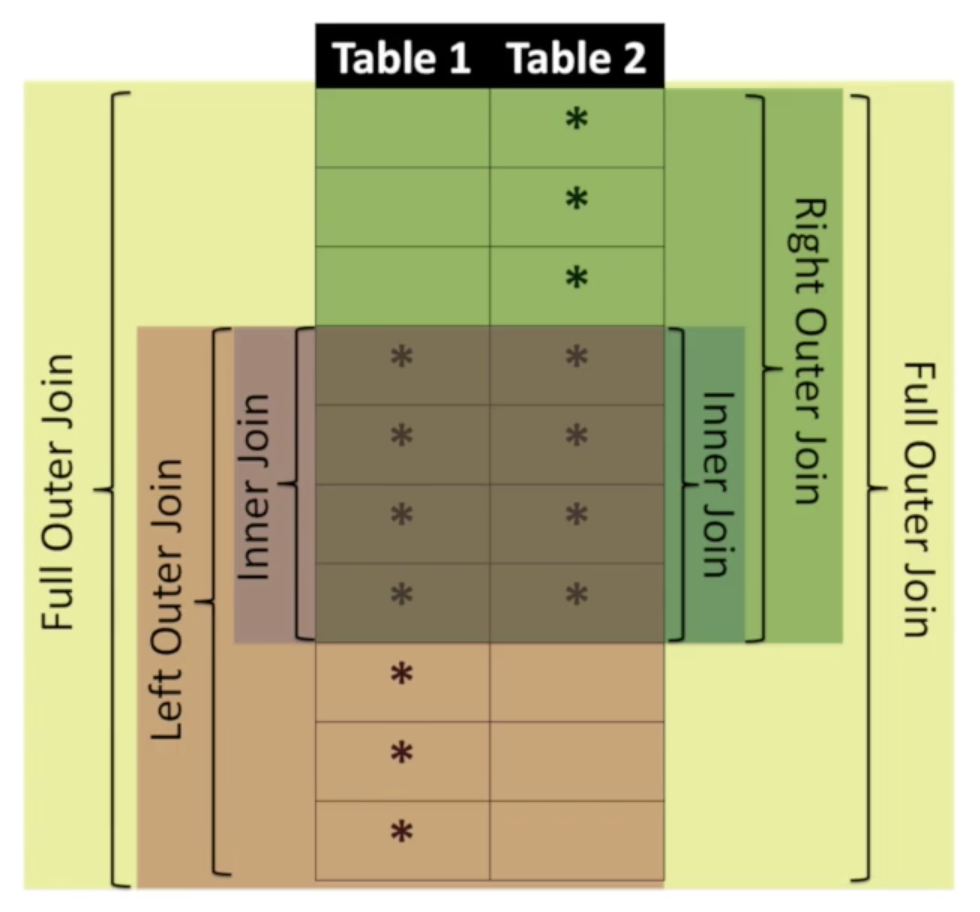 Table 1 Table 2
*
*
*
* *
* *
* *
* *
*
*
*
Full Outer Join
Left Outer Join
Inner Join
Inner Join
Right Outer Join
Full Outer Join